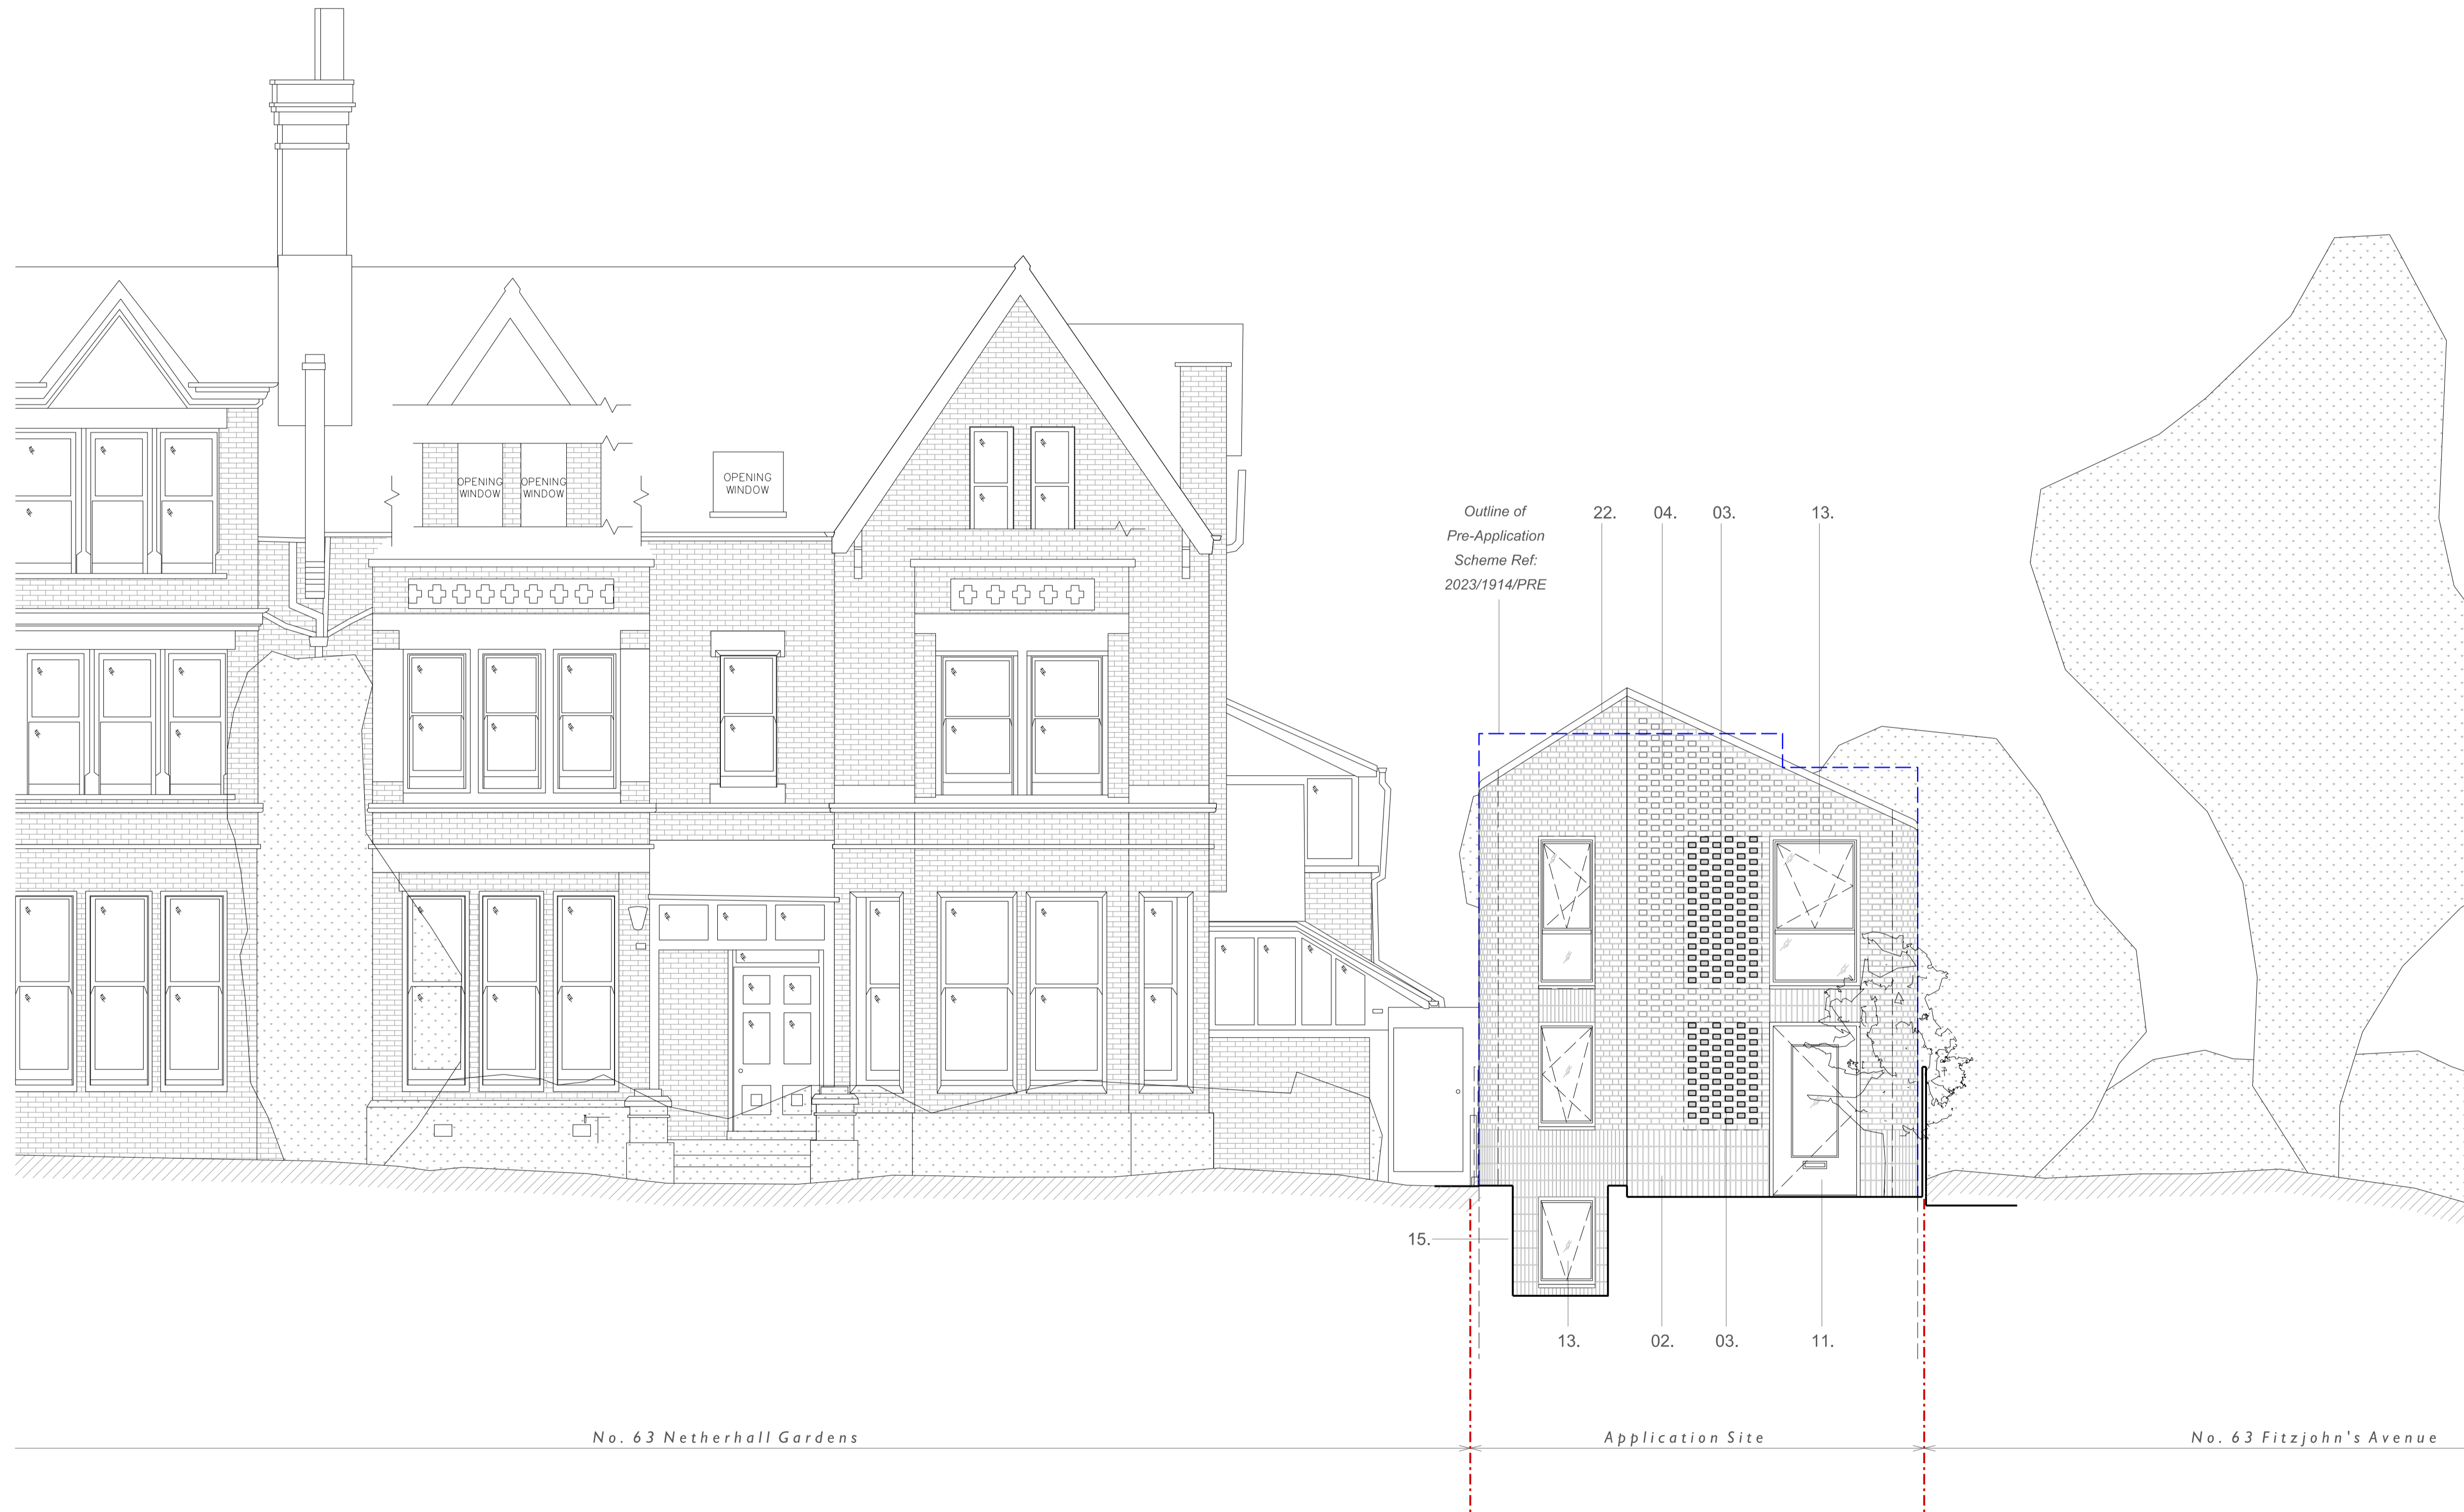 OPENING
WINDOW
OPENING
WINDOW
OPENING
WINDOW
Outline of
Pre-Application
Scheme Ref:
2023/1914/PRE
22.
04.
03.
13.
15.
13.
02.
03.
11.
No. 63 Netherhall Gardens
Application Site
No. 63 Fitzjohn's Avenue